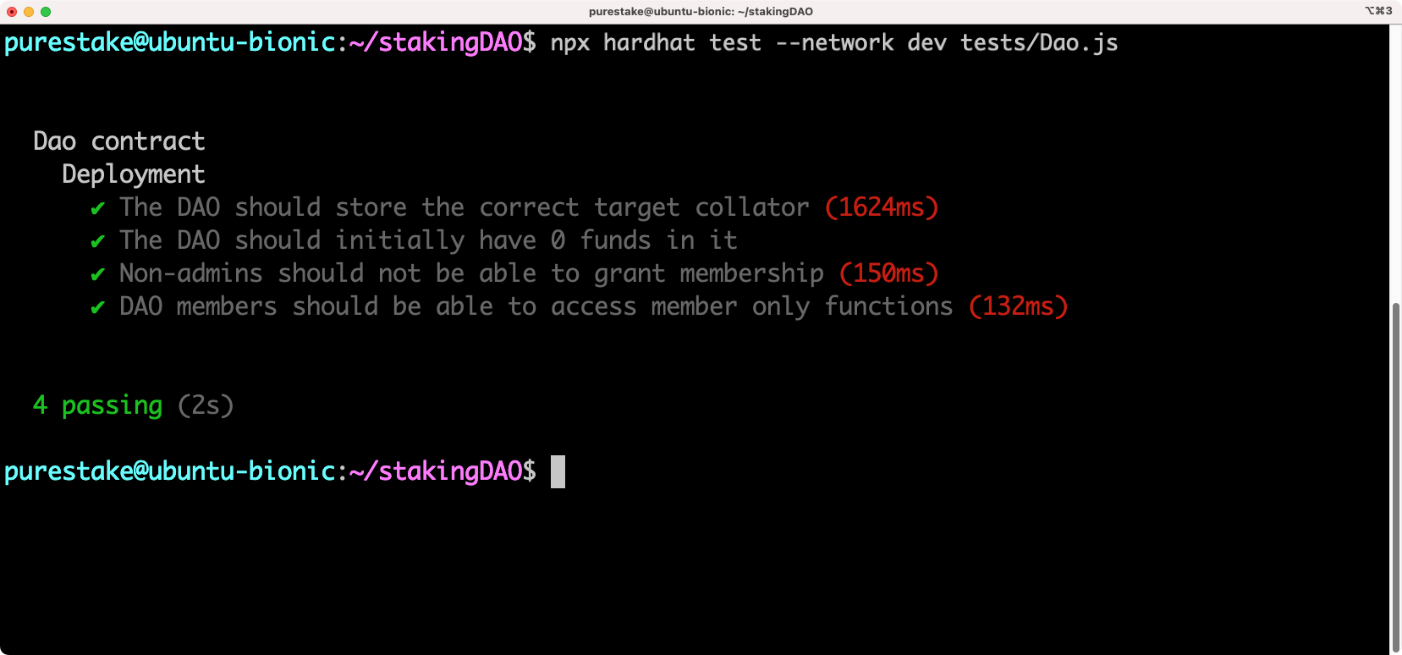 purestake@ubuntu-bionic: ~/stakingDAO
⌥⌘3
purestake@ubuntu-bionic:~/stakingDAO$ npx hardhat test --network dev tests/Dao.js
Dao contract
Deployment
✔ The DAO should store the correct target collator (1624ms)
✔ The DAO should initially have 0 funds in it
✔ Non-admins should not be able to grant membership (150ms)
✔ DAO members should be able to access member only functions (132ms)
4 passing (2s)
purestake@ubuntu-bionic:~/stakingDAO$